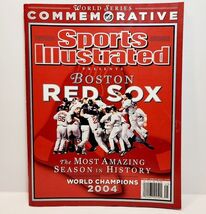 WORLD SERIES
COMMEMORATIVE
Sports
Illustrated
PRESENTS
BOSTON
RED SOX
The MOST AMAZING
SEASON IN HISTORY
WORLD CHAMPIONS
2004